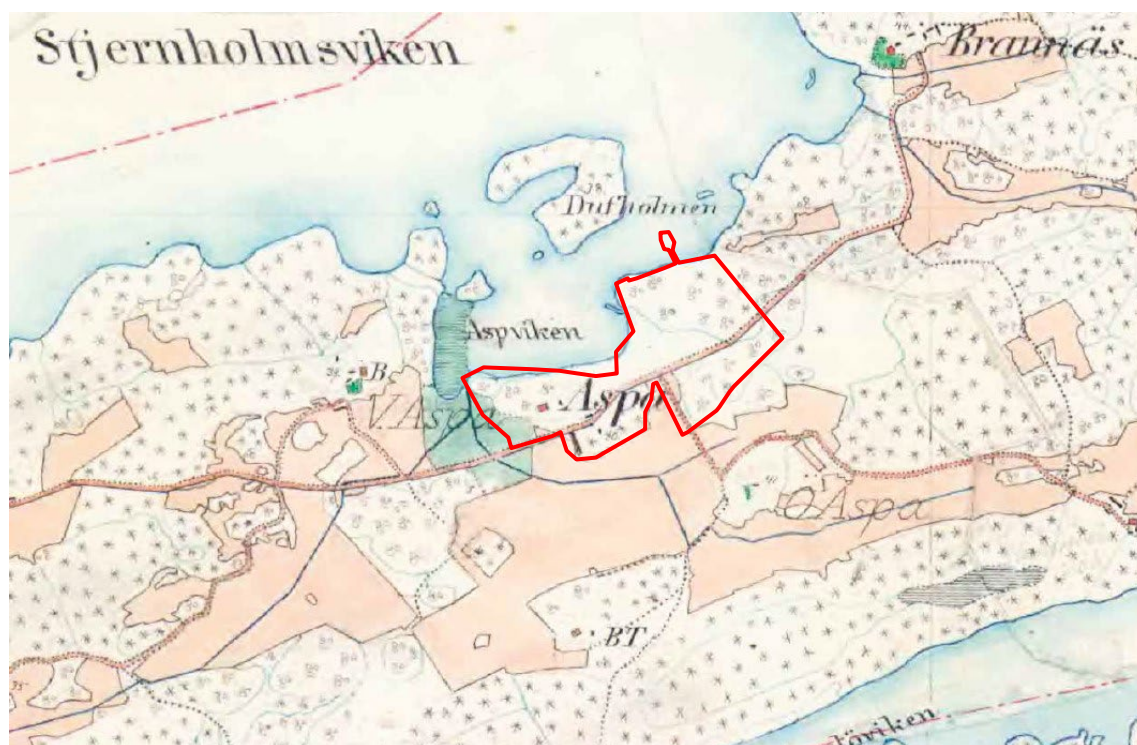 Stjernholmsviken
Brannäs
Dufholmen
Aspviken
B.
Aspa
V. Aspa
O Aspa
BT